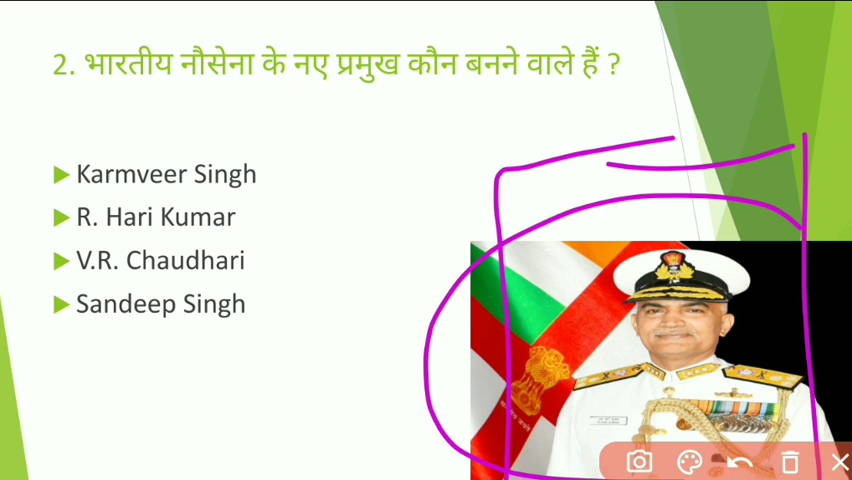 2. भारतीय नौसेना के नए प्रमुख कौन बनने वाले हैं ?
Karmveer Singh
R. Hari Kumar
V.R. Chaudhari
Sandeep Singh